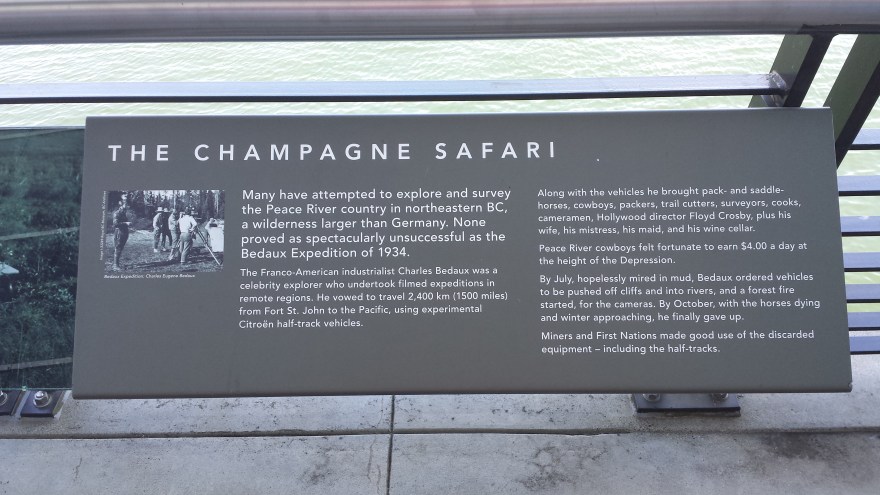 THE CHAMPAGNE SAFARI
Bedaux Expedition: Charles Eugene Bedaux
Many have attempted to explore and survey
the Peace River country in northeastern BC,
a wilderness larger than Germany. None
proved as spectacularly unsuccessful as the
Bedaux Expedition of 1934.
The Franco-American industrialist Charles Bedaux was a
celebrity explorer who undertook filmed expeditions in
remote regions. He vowed to travel 2,400 km (1500 miles)
from Fort St. John to the Pacific, using experimental
Citroën half-track vehicles.
Along with the vehicles he brought pack- and saddle-
horses, cowboys, packers, trail cutters, surveyors, cooks,
cameramen, Hollywood director Floyd Crosby, plus his
wife, his mistress, his maid, and his wine cellar.
Peace River cowboys felt fortunate to earn $4.00 a day at
the height of the Depression.
By July, hopelessly mired in mud, Bedaux ordered vehicles
to be pushed off cliffs and into rivers, and a forest fire
started, for the cameras. By October, with the horses dying
and winter approaching, he finally gave up.
Miners and First Nations made good use of the discarded
equipment – including the half-tracks.